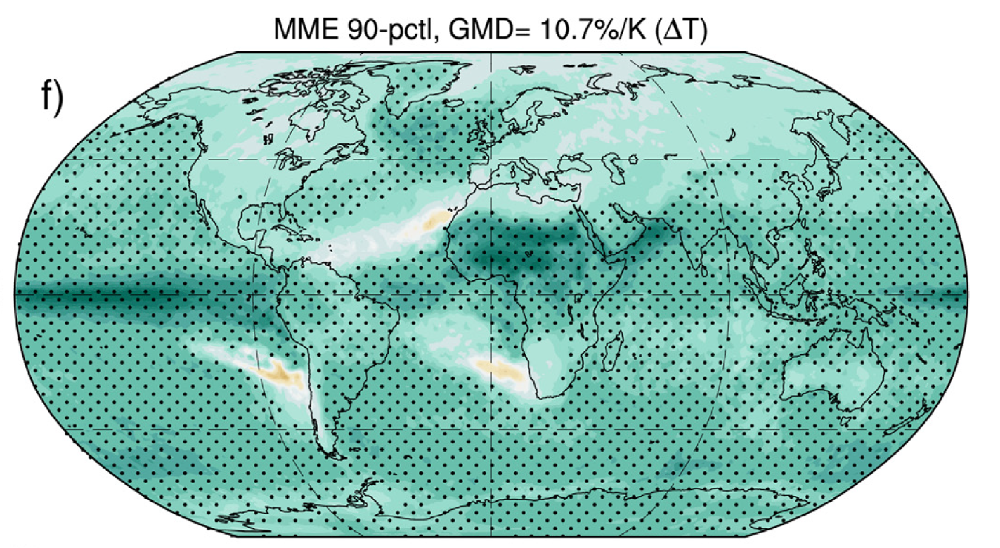 MME 90-pctl, GMD= 10.7%/K (ΔT)
f)